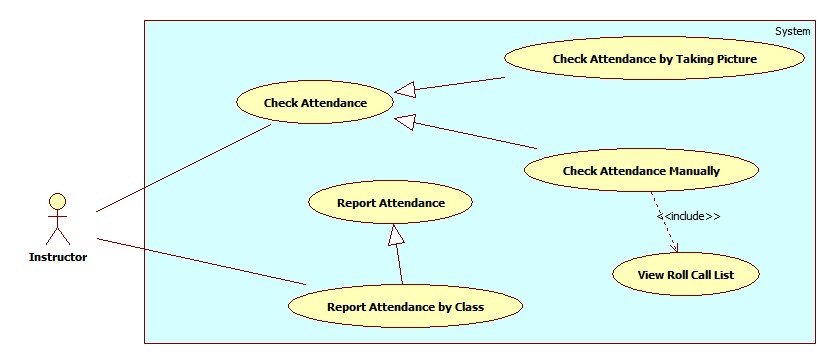 System
Check Attendance by Taking Picture
Check Attendance
Check Attendance Manually
Report Attendance
<<include>>
Instructor
View Roll Call List
Report Attendance by Class